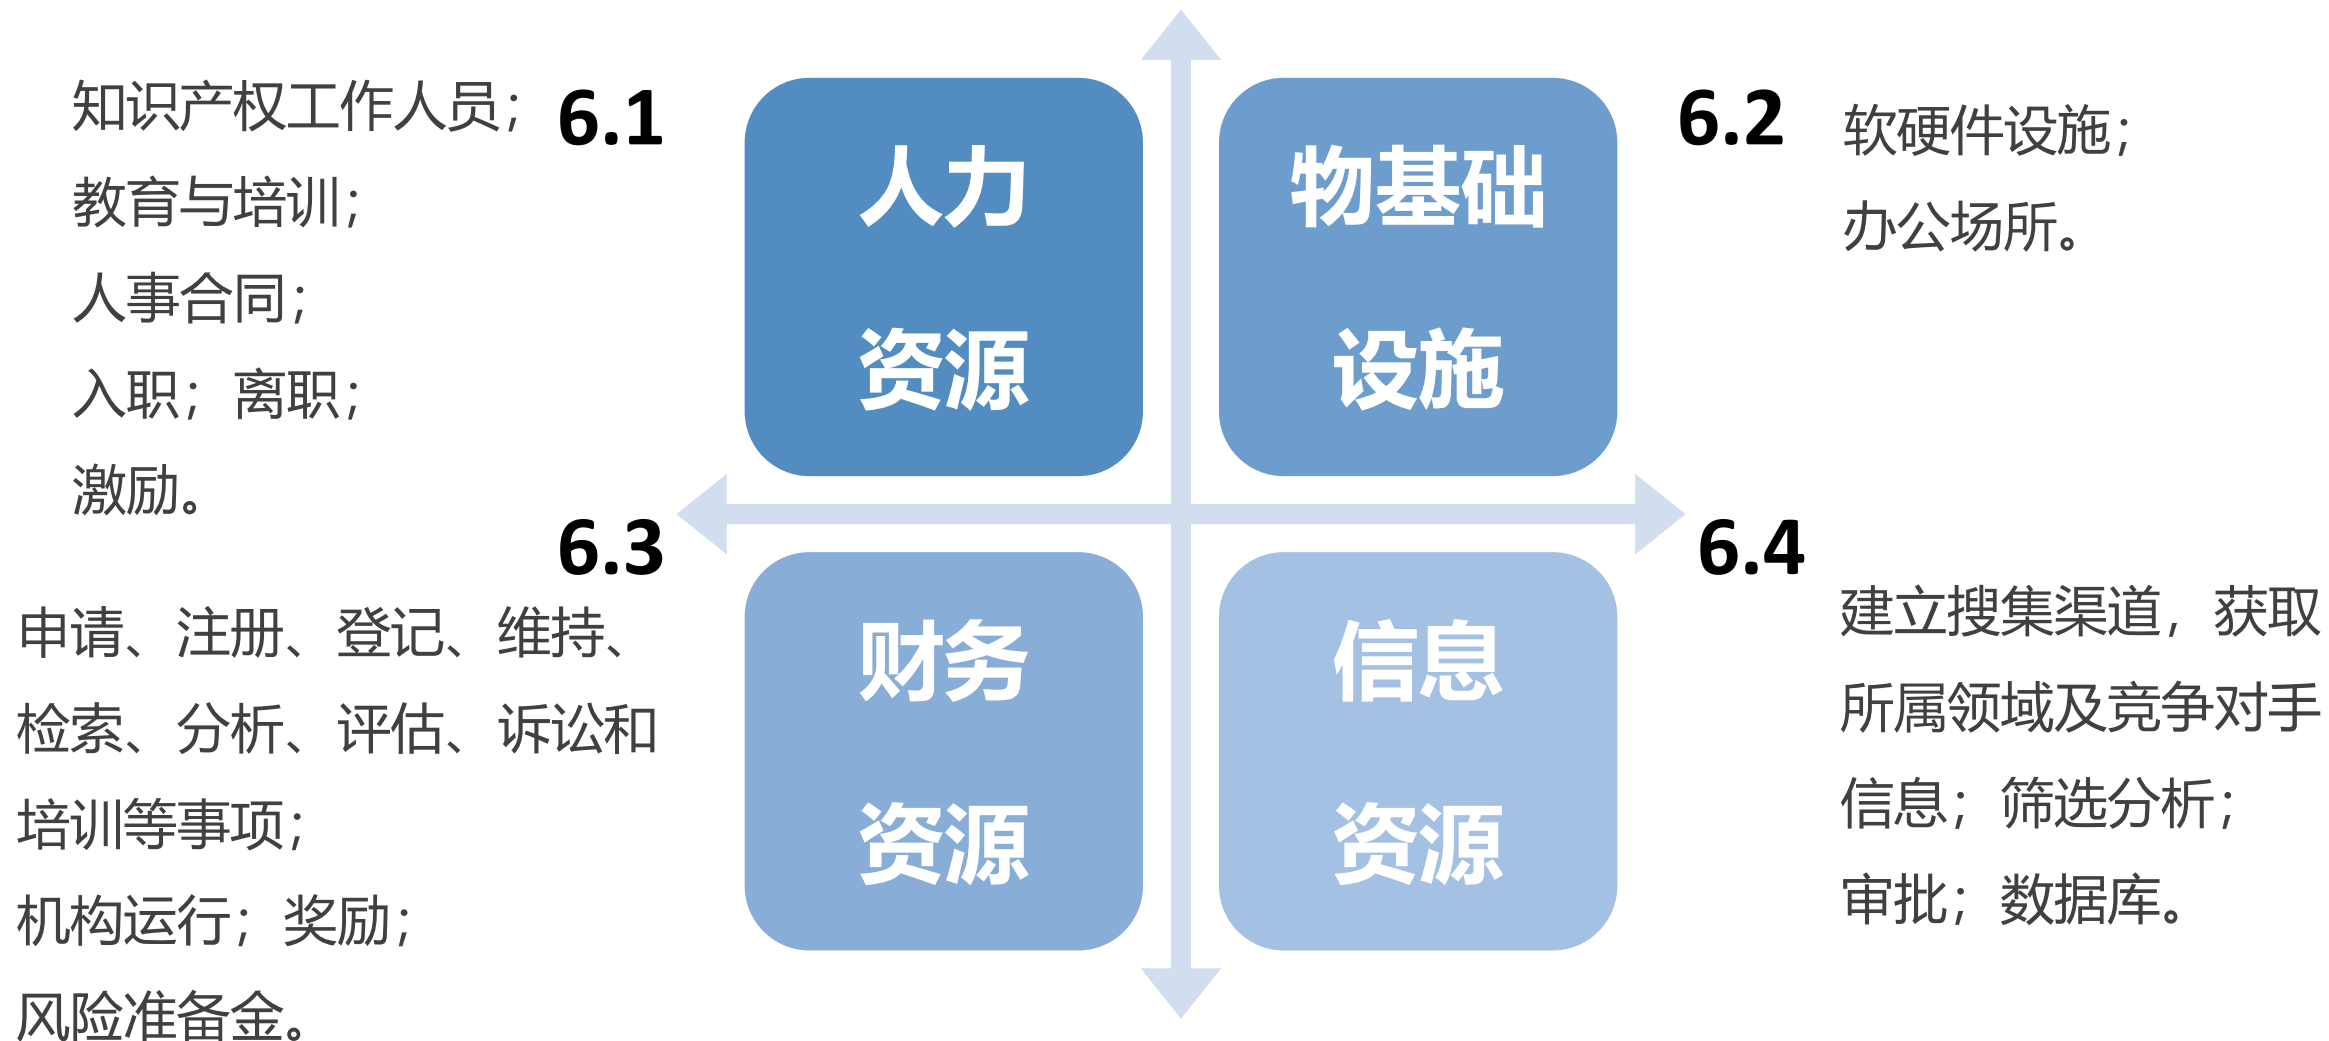 知识产权工作人员；
教育与培训；
人事合同；
入职；离职；
激励。
6.1
人力
资源
物基础
设施
6.2
软硬件设施；
办公场所。
6.3
申请、注册、登记、维持、
检索、分析、评估、诉讼和
培训等事项；
机构运行；奖励；
风险准备金。
财务
资源
信息
资源
6.4
建立搜集渠道，获取
所属领域及竞争对手
信息；筛选分析；
审批；数据库。